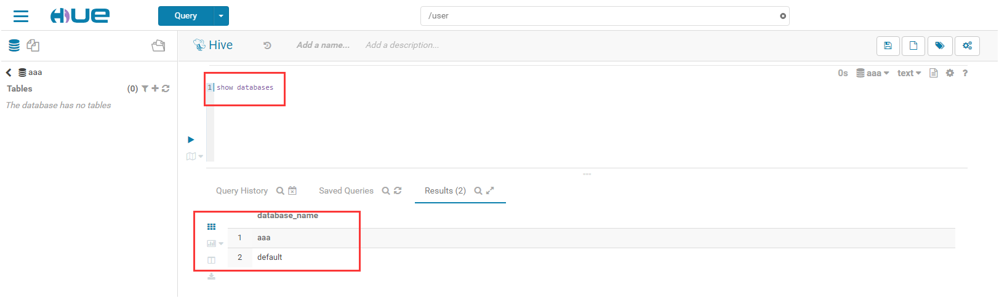 HUE
Query
/user
Hive
Add a name...
Add a description...
aaa
Tables
(0)
The database has no tables
0s
aaa
text
?
1
show databases
Query History
Saved Queries
Results (2)
database_name
1
aaa
2
default